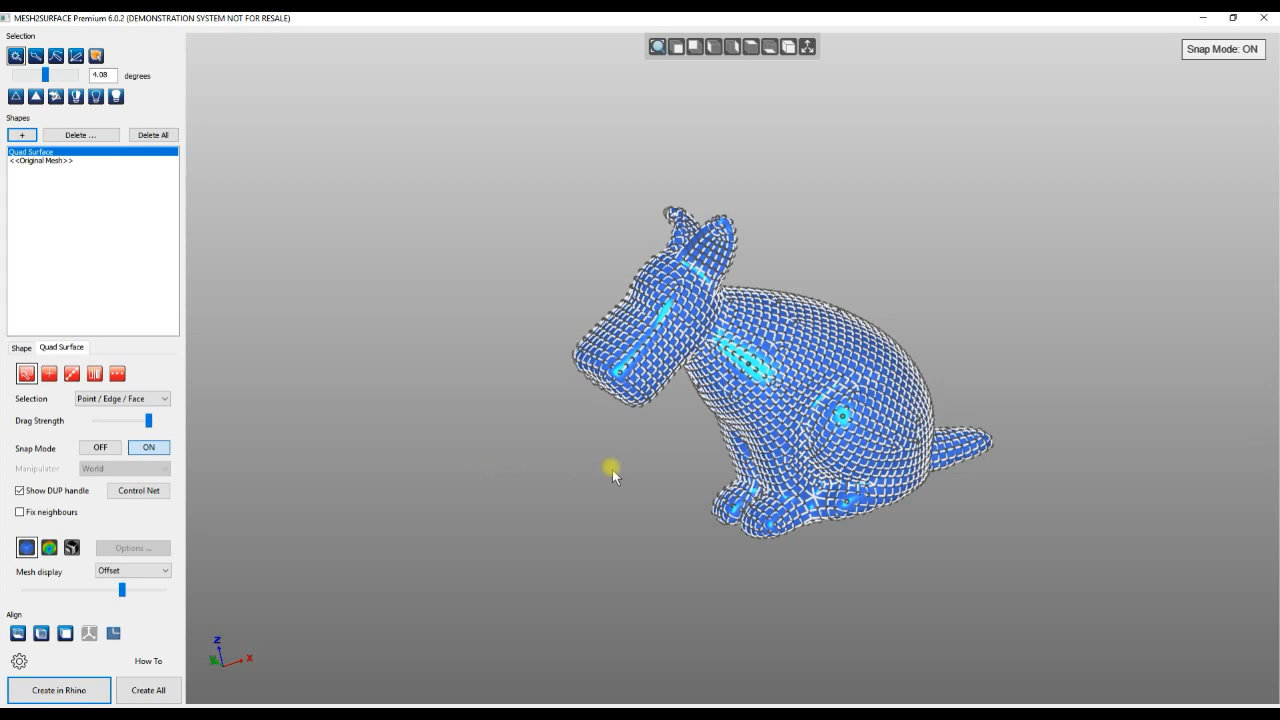 MESH2SURFACE Premium 6.0.2 (DEMONSTRATION SYSTEM NOT FOR RESALE)
Selection
4.08 degrees
Shapes
+ Delete ... Delete All
Quad Surface
<<Original Mesh>>
Shape Quad Surface
Selection Point / Edge / Face
Drag Strength
Snap Mode OFF ON
Manipulator World
Show DUP handle Control Net
Fix neighbours
Options ...
Mesh display Offset
Align
How To
Create in Rhino Create All
Snap Mode: ON
z
y x